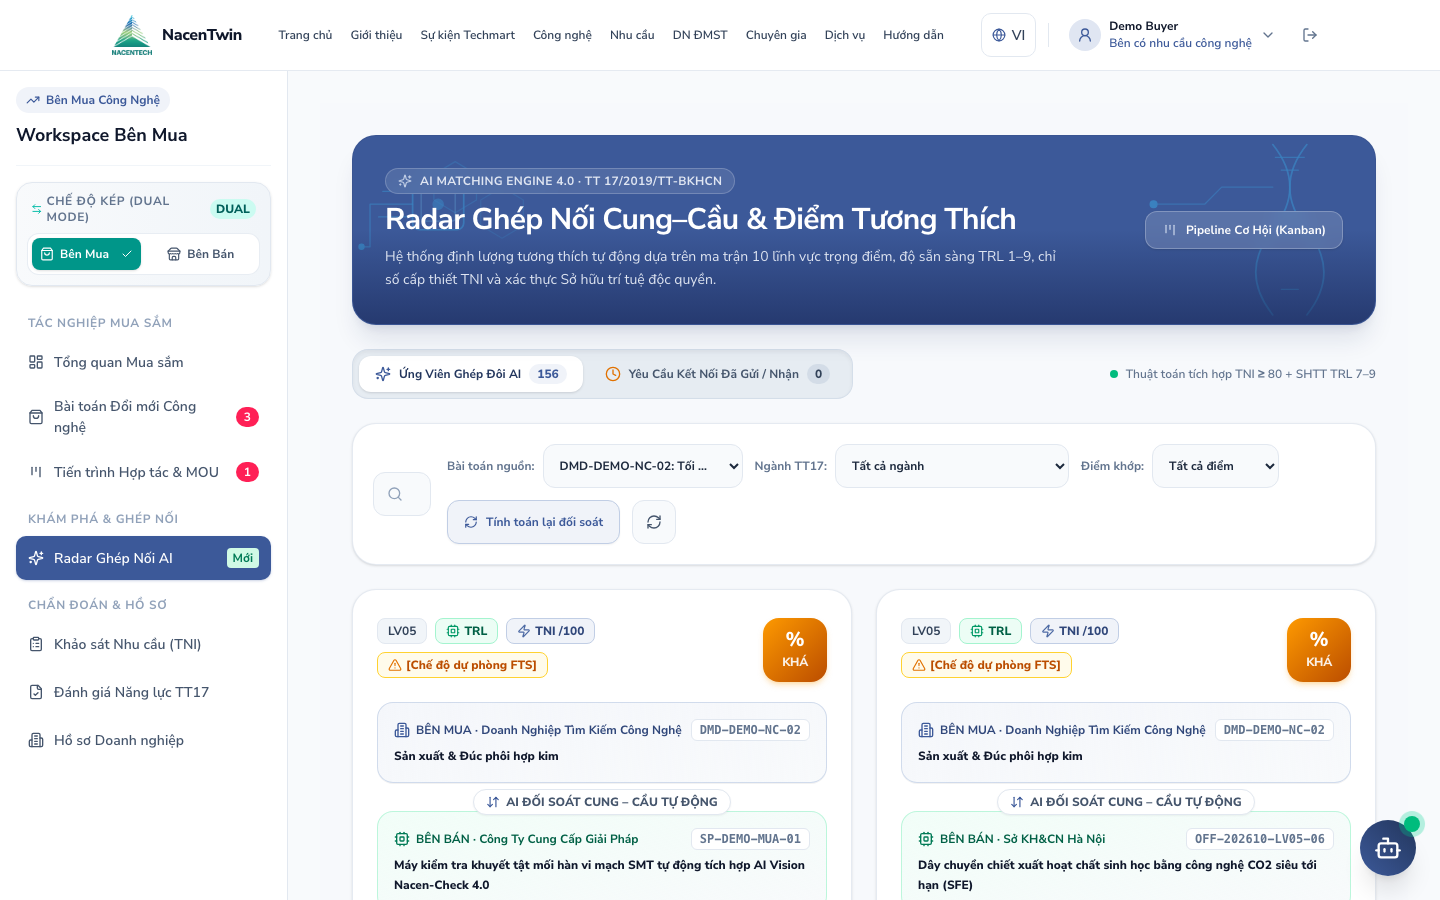 NACENTECH
NacenTwin
Trang chủ
Giới thiệu
Sự kiện Techmart
Công nghệ
Nhu cầu
DN ĐMST
Chuyên gia
Dịch vụ
Hướng dẫn
VI
Demo Buyer
Bên có nhu cầu công nghệ
Bên Mua Công Nghệ
Workspace Bên Mua
CHẾ ĐỘ KÉP (DUAL
MODE)
DUAL
Bên Mua
Bên Bán
TÁC NGHIỆP MUA SẮM
Tổng quan Mua sắm
Bài toán Đổi mới Công
nghệ
3
Tiến trình Hợp tác & MOU
1
KHÁM PHÁ & GHÉP NỐI
Radar Ghép Nối AI
Mới
CHẨN ĐOÁN & HỒ SƠ
Khảo sát Nhu cầu (TNI)
Đánh giá Năng lực TT17
Hồ sơ Doanh nghiệp
AI MATCHING ENGINE 4.0 · TT 17/2019/TT-BKHCN
Radar Ghép Nối Cung–Cầu & Điểm Tương Thích
Hệ thống định lượng tương thích tự động dựa trên ma trận 10 lĩnh vực trọng điểm, độ sẵn sàng TRL 1–9, chỉ
số cấp thiết TNI và xác thực Sở hữu trí tuệ độc quyền.
Pipeline Cơ Hội (Kanban)
Ứng Viên Ghép Đôi AI
156
Yêu Cầu Kết Nối Đã Gửi / Nhận
0
Thuật toán tích hợp TNI ≥ 80 + SHTT TRL 7–9
Bài toán nguồn:
DMD-DEMO-NC-02: Tối ...
Ngành TT17:
Tất cả ngành
Điểm khớp:
Tất cả điểm
Tính toán lại đối soát
LV05
TRL
TNI /100
[Chế độ dự phòng FTS]
%
KHÁ
BÊN MUA · Doanh Nghiệp Tìm Kiếm Công Nghệ
DMD-DEMO-NC-02
Sản xuất & Đúc phôi hợp kim
AI ĐỐI SOÁT CUNG – CẦU TỰ ĐỘNG
BÊN BÁN · Công Ty Cung Cấp Giải Pháp
SP-DEMO-MUA-01
Máy kiểm tra khuyết tật mối hàn vi mạch SMT tự động tích hợp AI Vision
Nacen-Check 4.0
LV05
TRL
TNI /100
[Chế độ dự phòng FTS]
%
KHÁ
BÊN MUA · Doanh Nghiệp Tìm Kiếm Công Nghệ
DMD-DEMO-NC-02
Sản xuất & Đúc phôi hợp kim
AI ĐỐI SOÁT CUNG – CẦU TỰ ĐỘNG
BÊN BÁN · Sở KH&CN Hà Nội
OFF-202610-LV05-06
Dây chuyền chiết xuất hoạt chất sinh học bằng công nghệ CO2 siêu tới
hạn (SFE)